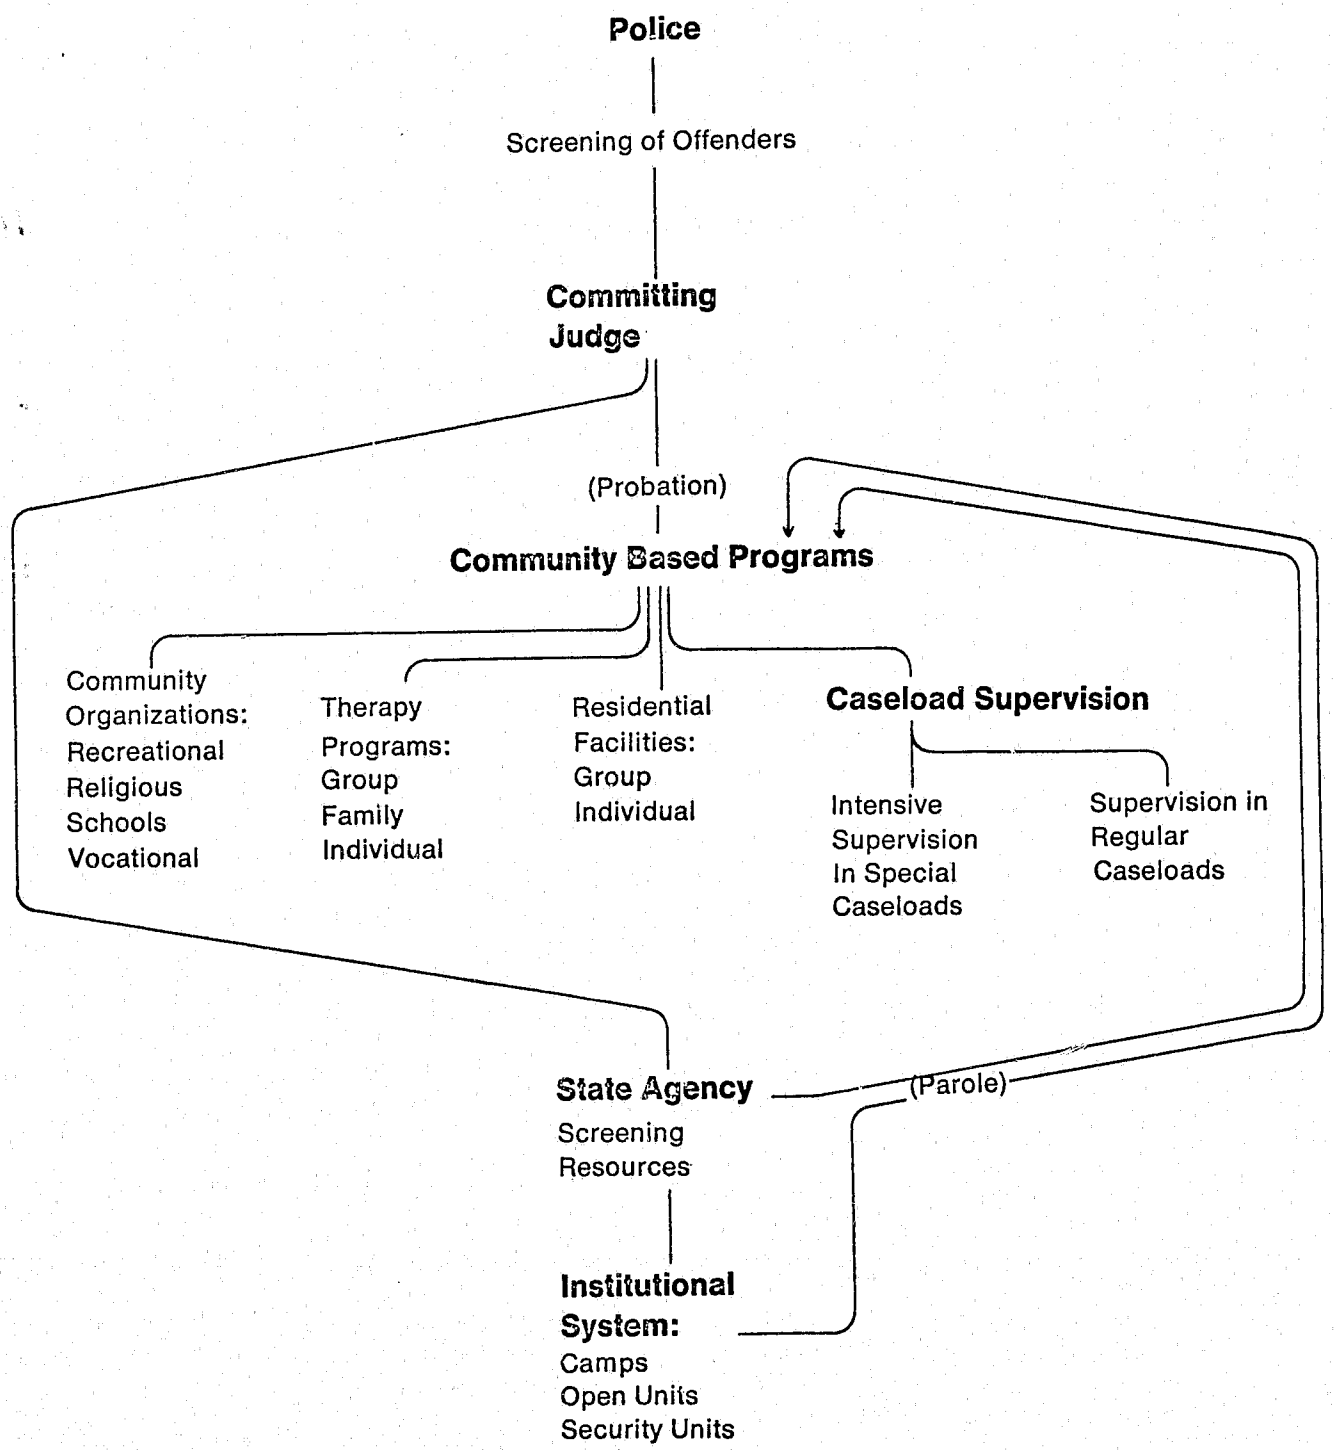 Police
Screening of Offenders
Committing
Judge
(Probation)
Community Based Programs
Community
Organizations:
Recreational
Religious
Schools
Vocational
Therapy
Programs:
Group
Family
Individual
Residential
Facilities:
Group
Individual
Caseload Supervision
Intensive
Supervision
In Special
Caseloads
Supervision in
Regular
Caseloads
State Agency
Screening
Resources
(Parole)
Institutional
System:
Camps
Open Units
Security Units